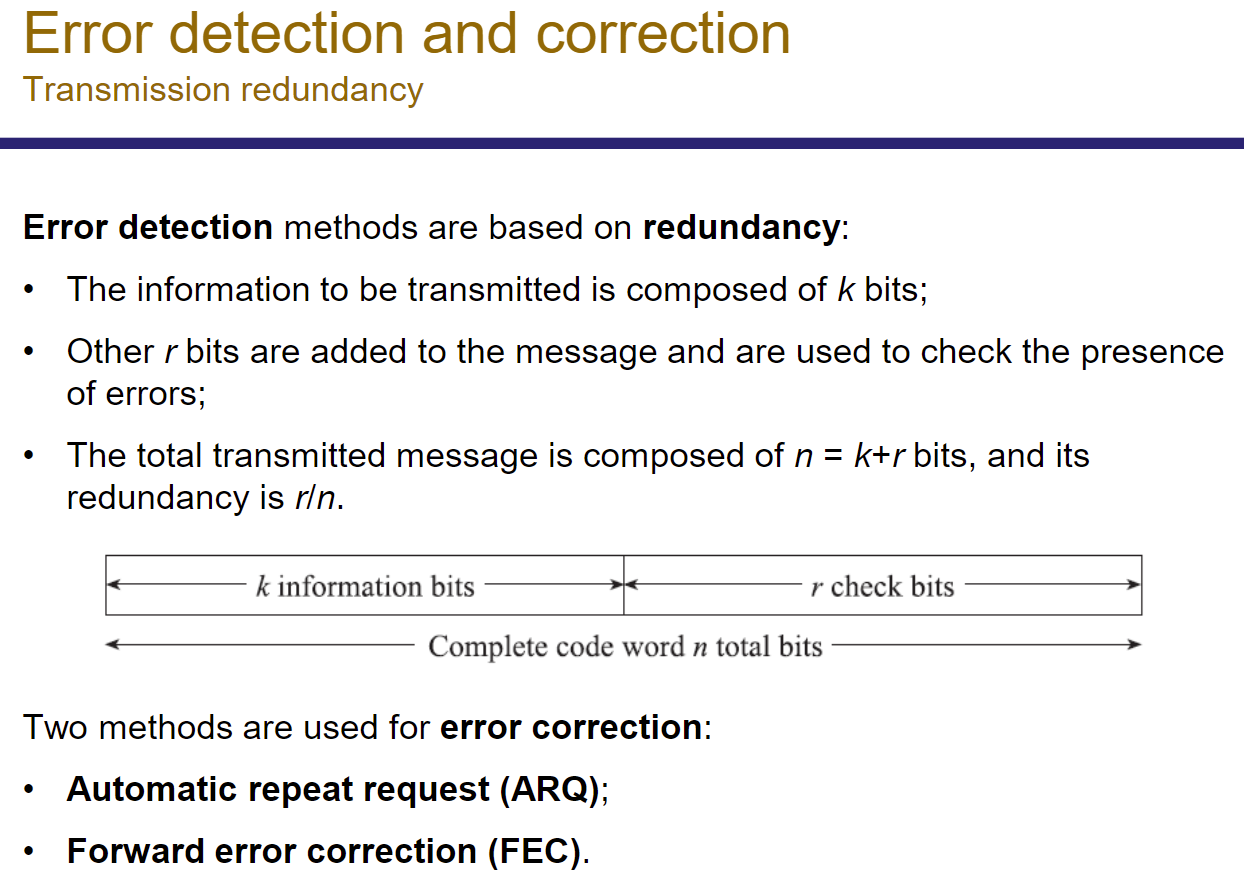 Error detection and correction
Transmission redundancy
Error detection methods are based on redundancy:
• The information to be transmitted is composed of k bits;
• Other r bits are added to the message and are used to check the presence
of errors;
• The total transmitted message is composed of n = k+r bits, and its
redundancy is r/n.
k information bits r check bits
Complete code word n total bits
Two methods are used for error correction:
• Automatic repeat request (ARQ);
• Forward error correction (FEC).